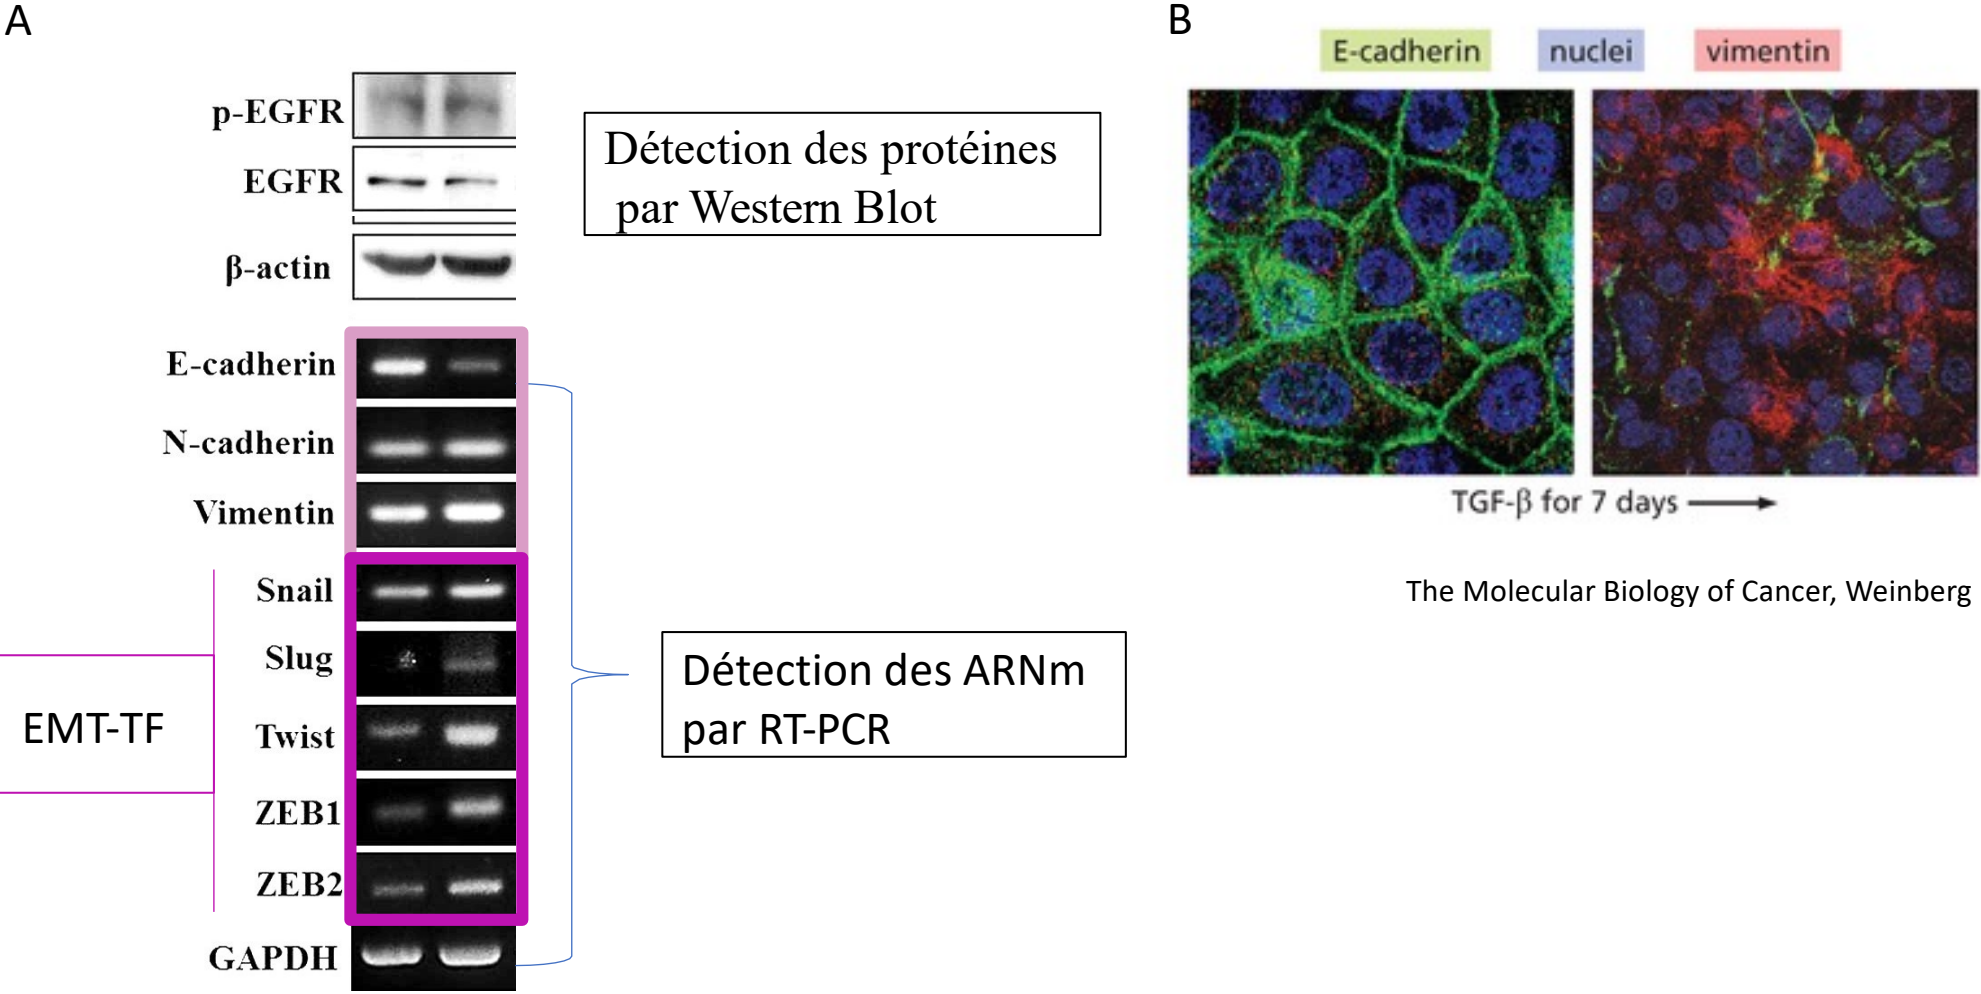 A
p-EGFR
EGFR
β-actin
Détection des protéines
par Western Blot
E-cadherin
N-cadherin
Vimentin
Snail
Slug
Twist
ZEB1
ZEB2
GAPDH
EMT-TF
Détection des ARNm
par RT-PCR
B
E-cadherin nuclei vimentin
TGF-β for 7 days
The Molecular Biology of Cancer, Weinberg